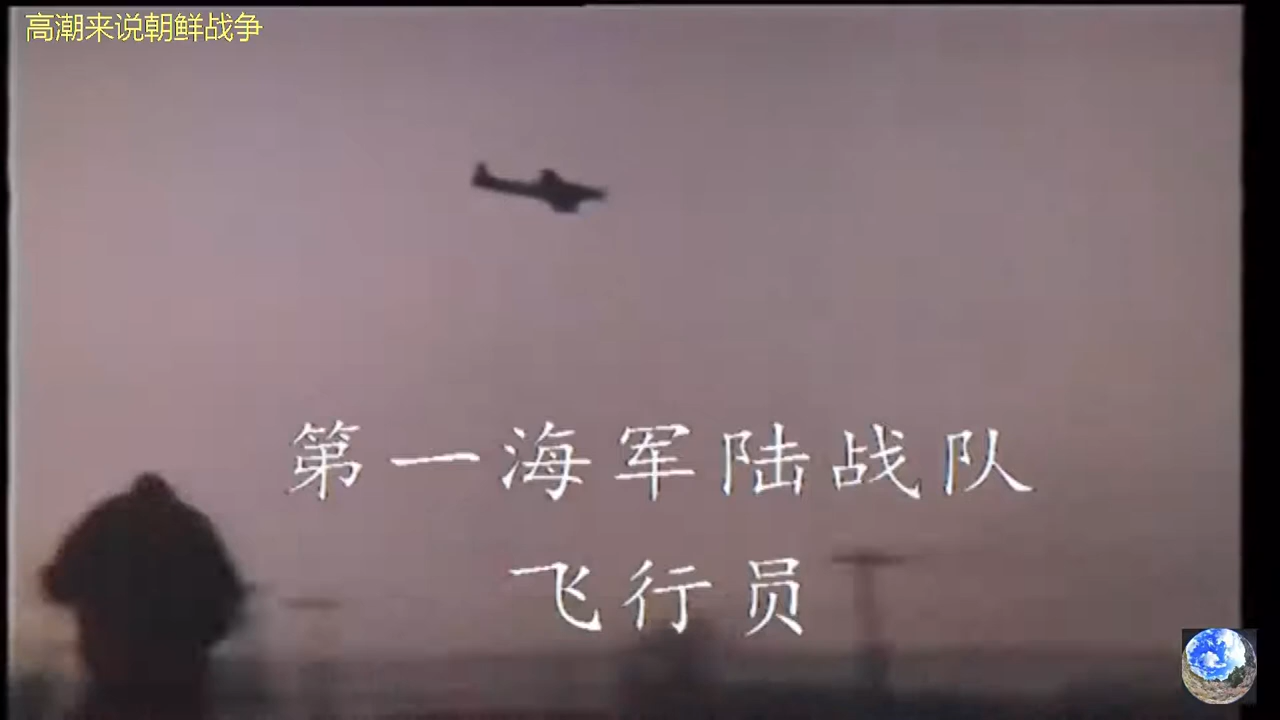 高潮来说朝鲜战争
第一海军陆战队
飞行员